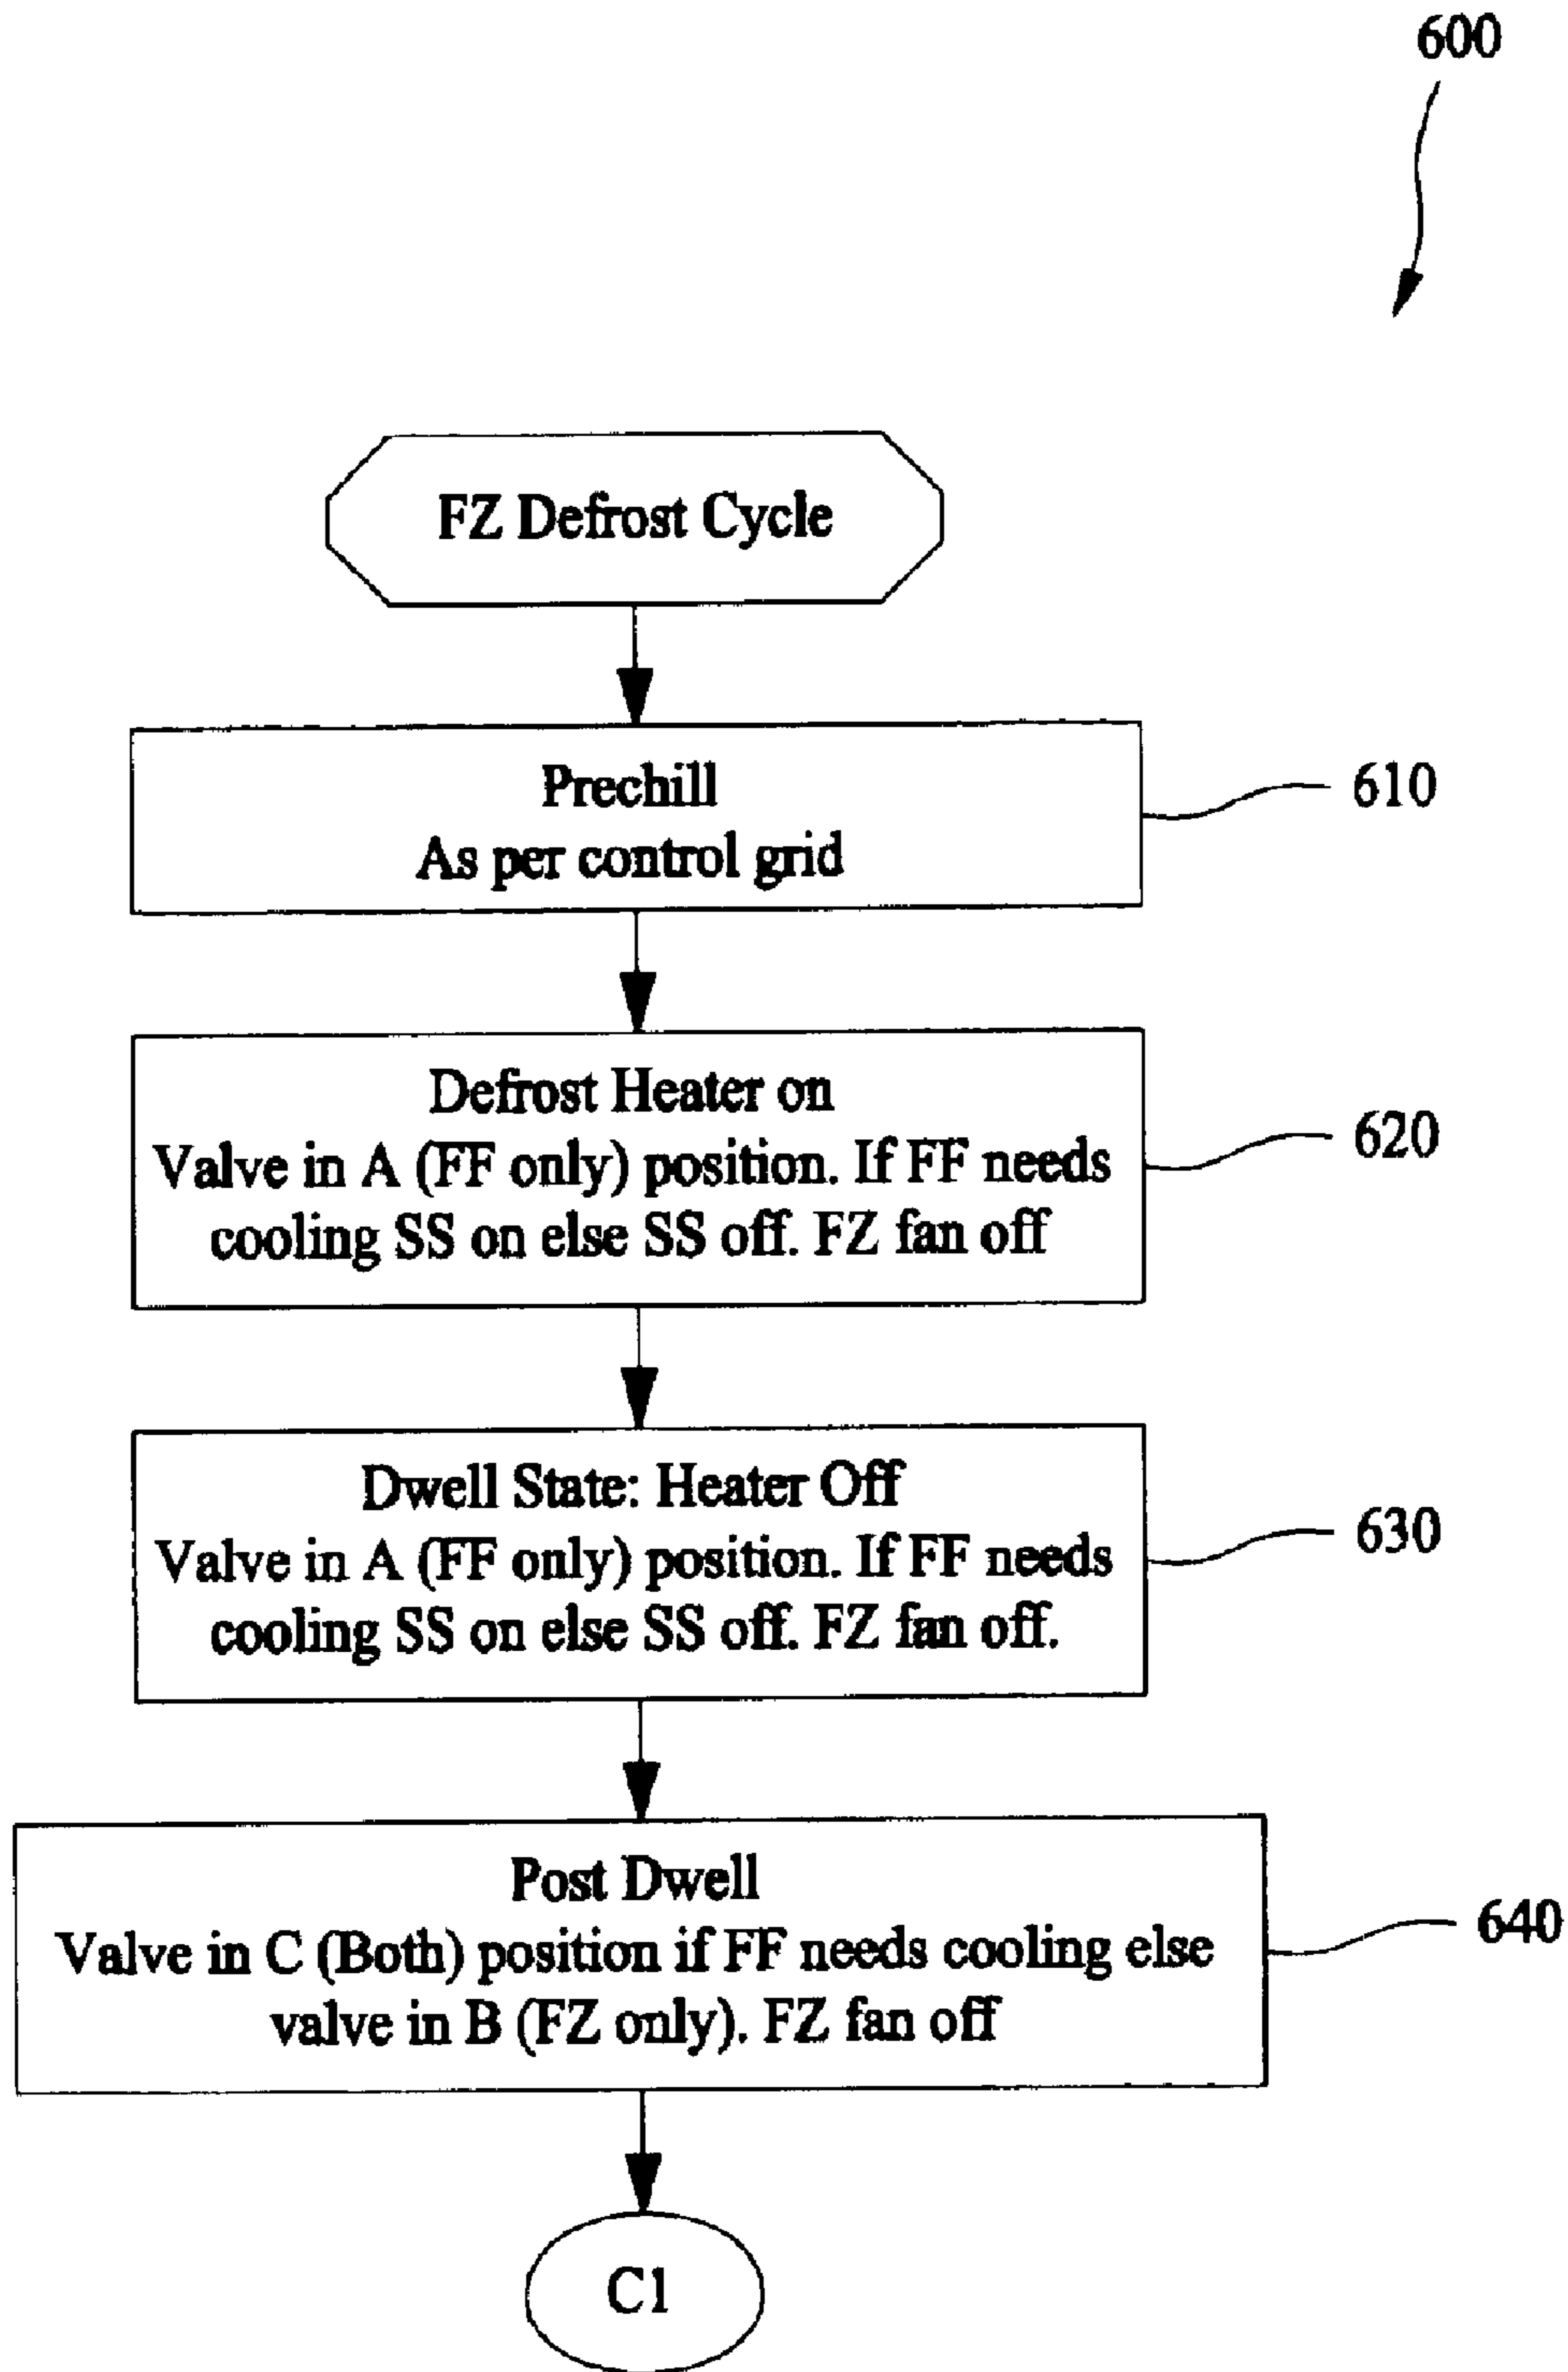 600
FZ Defrost Cycle
Prechill
As per control grid
610
Defrost Heater on
Valve in A (FF only) position. If FF needs
cooling SS on else SS off. FZ fan off
620
Dwell State: Heater Off
Valve in A (FF only) position. If FF needs
cooling SS on else SS off. FZ fan off.
630
Post Dwell
Valve in C (Both) position if FF needs cooling else
valve in B (FZ only). FZ fan off
640
C1